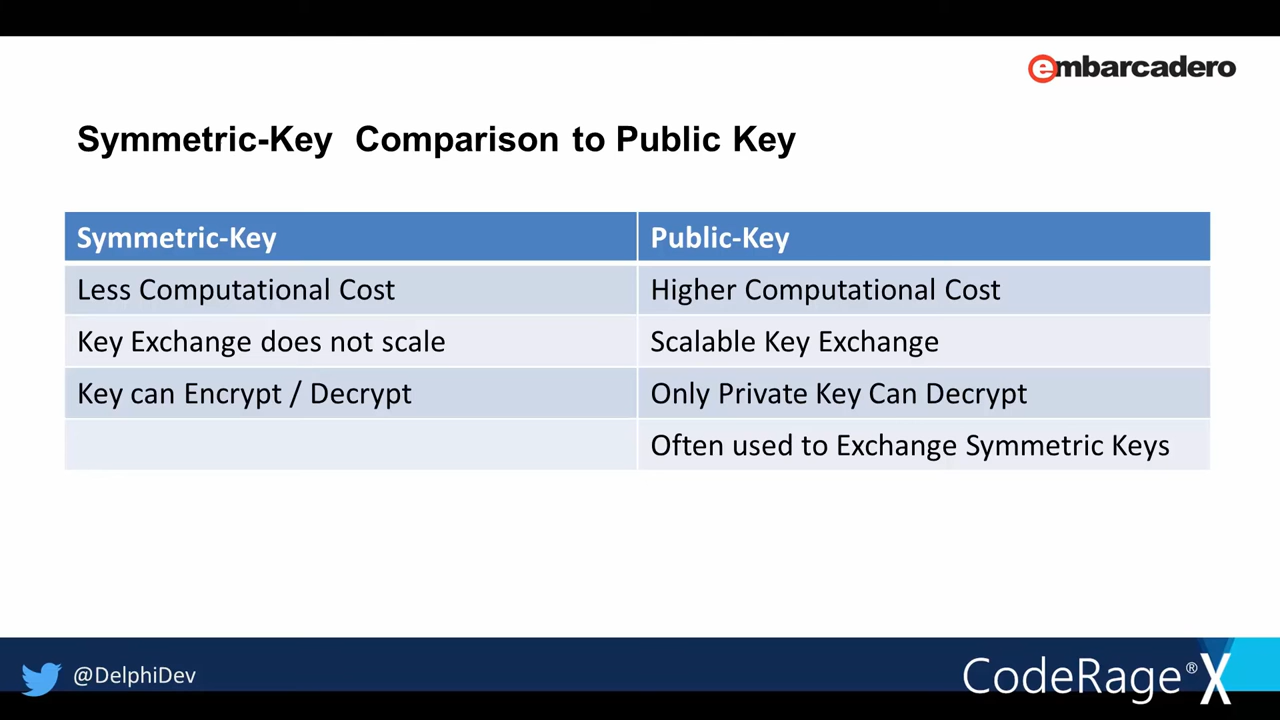 embarcadero
Symmetric-Key Comparison to Public Key
Symmetric-Key Public-Key
Less Computational Cost Higher Computational Cost
Key Exchange does not scale Scalable Key Exchange
Key can Encrypt / Decrypt Only Private Key Can Decrypt
Often used to Exchange Symmetric Keys
@DelphiDev CodeRage® X